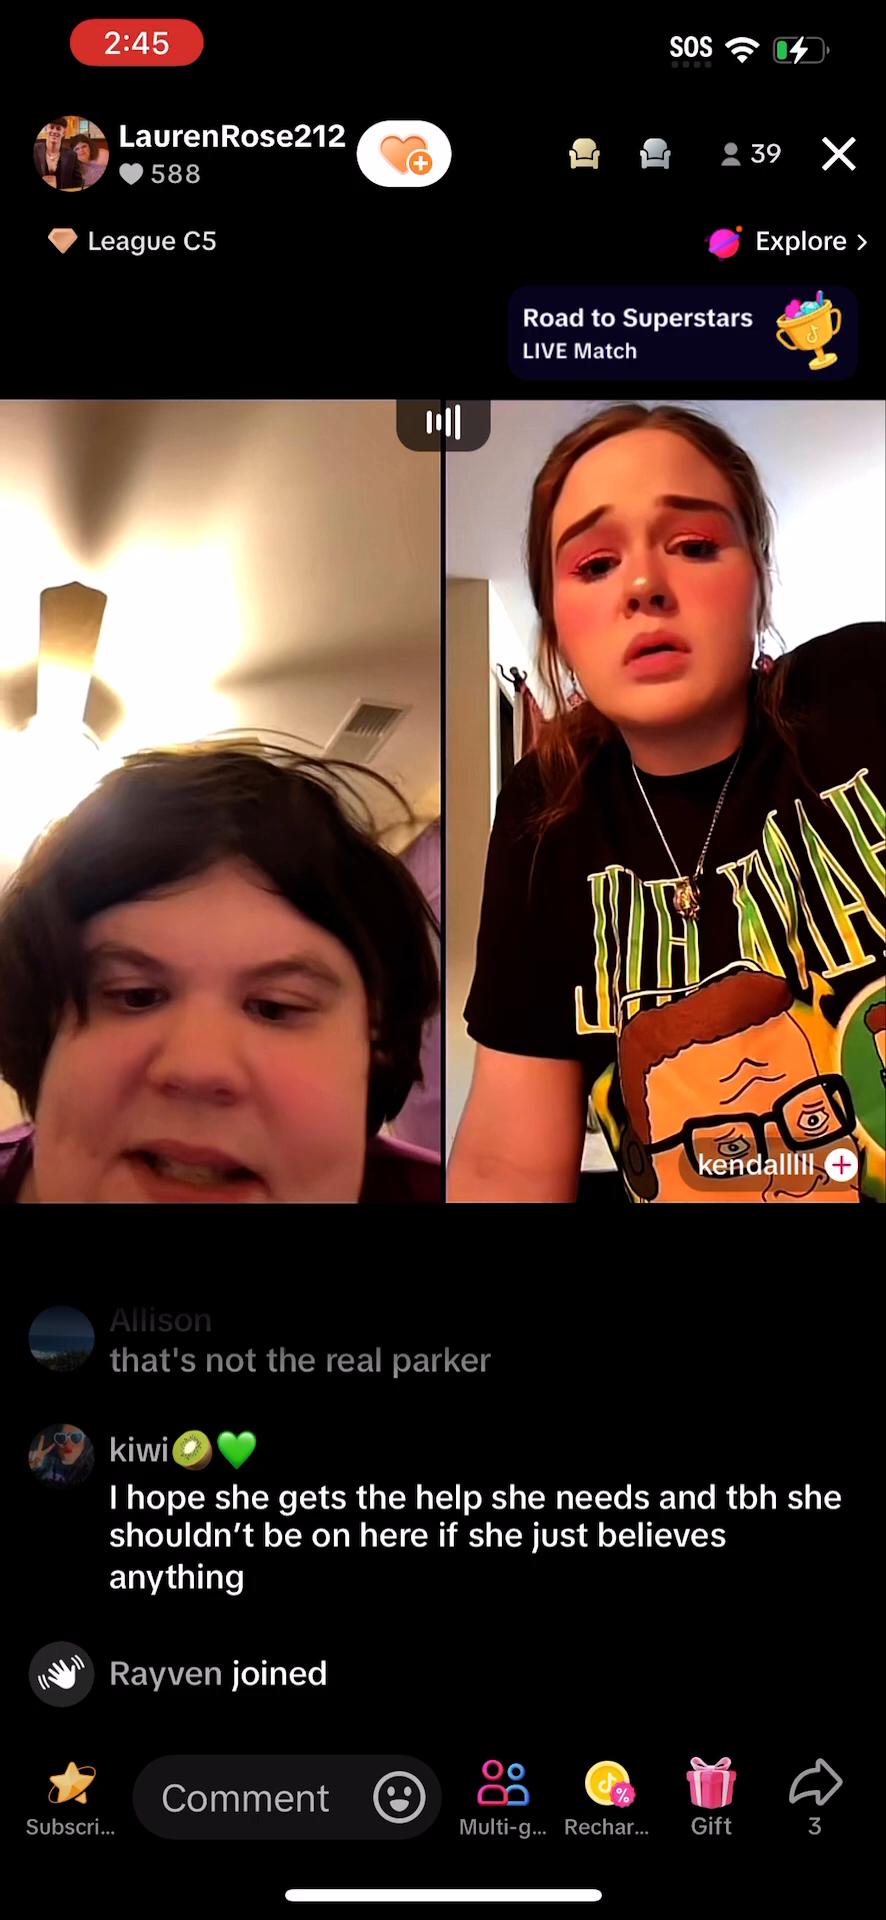 2:45
SOS
LaurenRose212
588
39
League C5
Explore >
Road to Superstars
LIVE Match
kendalllll
Allison
that's not the real parker
kiwi🥝💚
I hope she gets the help she needs and tbh she
shouldn't be on here if she just believes
anything
Rayven joined
Subscri...
Comment
Multi-g...
Rechar...
Gift
3